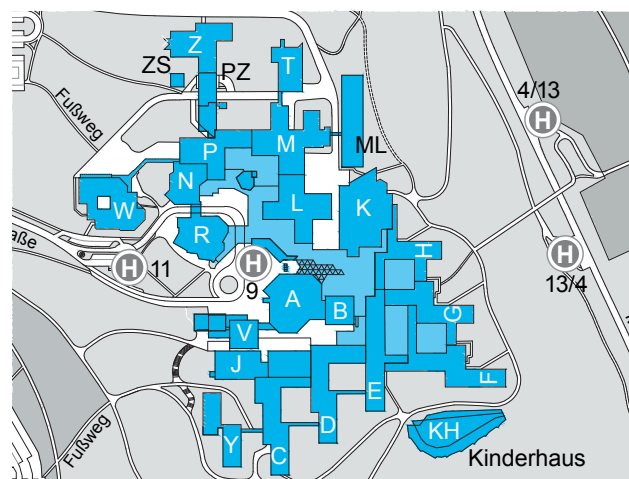 Z
ZS
PZ
T
4/13
H
Fußweg
P
M
ML
N
W
L
K
R
aße
H
11
H
9
H
H
13/4
A
B
G
V
J
E
F
D
KH
Y
C
Fußweg
Kinderhaus